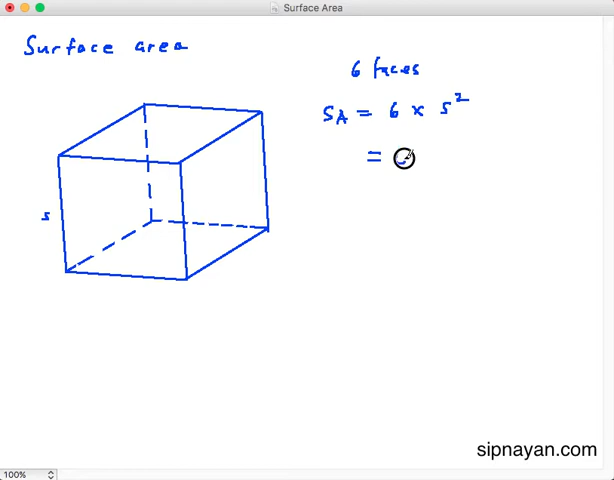 Surface Area
Surface area
6 faces
SA = 6 × s²
=
s
sipnayan.com
100%